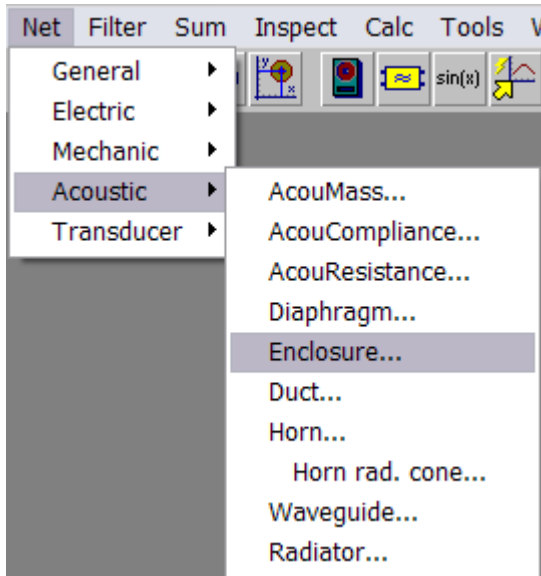 Net Filter Sum Inspect Calc Tools
sin(x)
General
Electric
Mechanic
Acoustic
Transducer
AcouMass...
AcouCompliance...
AcouResistance...
Diaphragm...
Enclosure...
Duct...
Horn...
Horn rad. cone...
Waveguide...
Radiator...